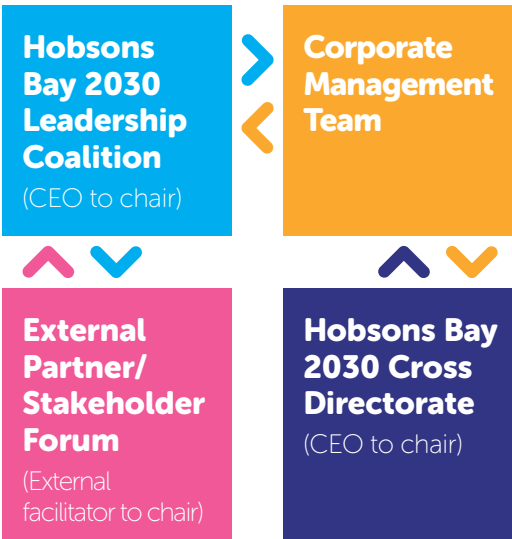 Hobsons
Bay 2030
Leadership
Coalition
(CEO to chair)
Corporate
Management
Team
External
Partner/
Stakeholder
Forum
(External
facilitator to chair)
Hobsons Bay
2030 Cross
Directorate
(CEO to chair)